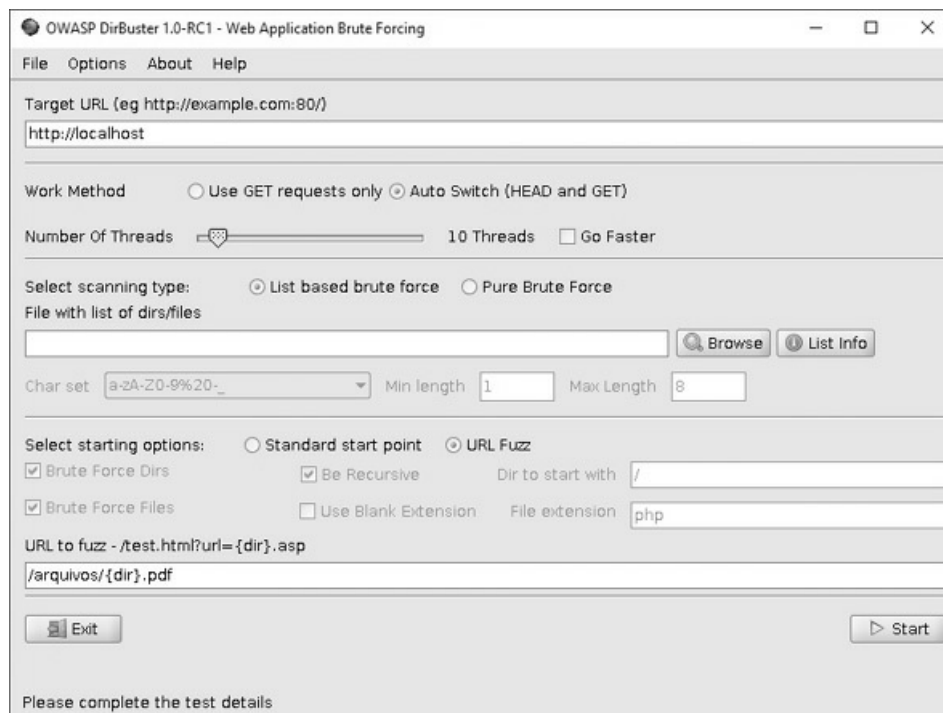 OWASP DirBuster 1.0-RC1 - Web Application Brute Forcing
File Options About Help
Target URL (eg http://example.com:80/)
http://localhost
Work Method Use GET requests only Auto Switch (HEAD and GET)
Number Of Threads 10 Threads Go Faster
Select scanning type: List based brute force Pure Brute Force
File with list of dirs/files
Browse List Info
Char set a-zA-Z0-9%20-_ Min length 1 Max Length 8
Select starting options: Standard start point URL Fuzz
Brute Force Dirs Be Recursive Dir to start with /
Brute Force Files Use Blank Extension File extension php
URL to fuzz - /test.html?url={dir}.asp
/arquivos/{dir}.pdf
Exit Start
Please complete the test details